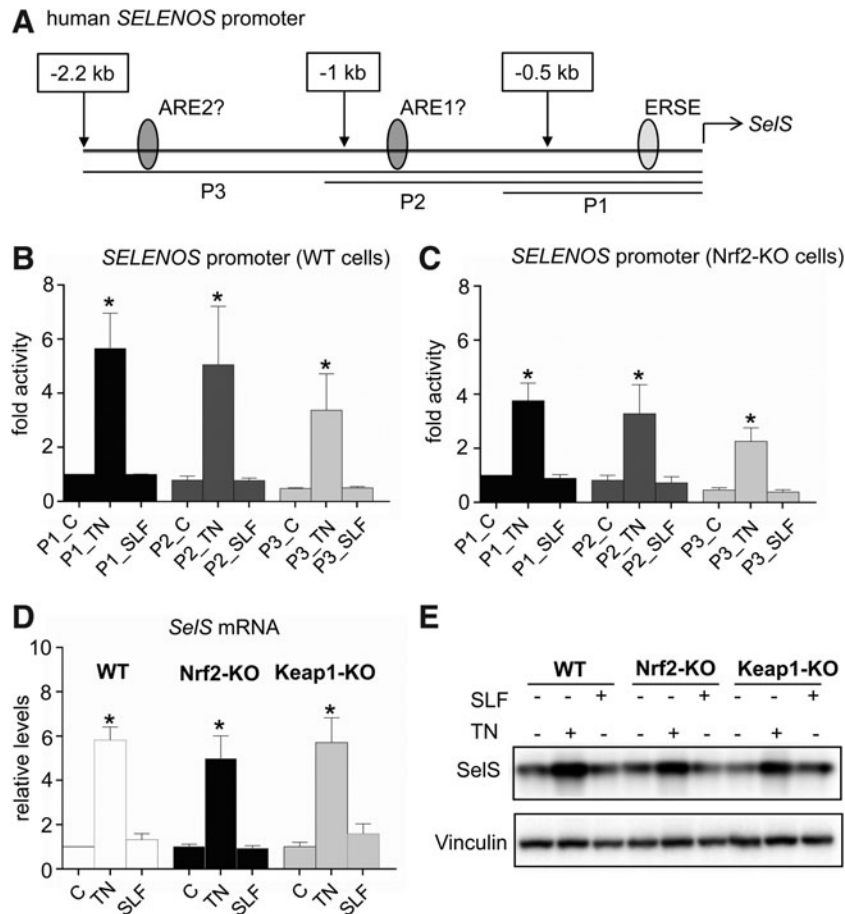 A human SELENOS promoter
-2.2 kb -1 kb -0.5 kb
ARE2? ARE1? ERSE
SelS
P3 P2 P1
B SELENOS promoter (WT cells)
8
6
4
2
0
fold activity
P1_C P1_TN P1_SLF P2_C P2_TN P2_SLF P3_C P3_TN P3_SLF
* * *
C SELENOS promoter (Nrf2-KO cells)
8
6
4
2
0
fold activity
P1_C P1_TN P1_SLF P2_C P2_TN P2_SLF P3_C P3_TN P3_SLF
* * *
D SelS mRNA
10
8
6
4
2
0
relative levels
WT Nrf2-KO Keap1-KO
* * *
C TN SLF C TN SLF C TN SLF
E
WT Nrf2-KO Keap1-KO
SLF - - + - - + - - +
TN - + - - + - - + -
SelS
Vinculin